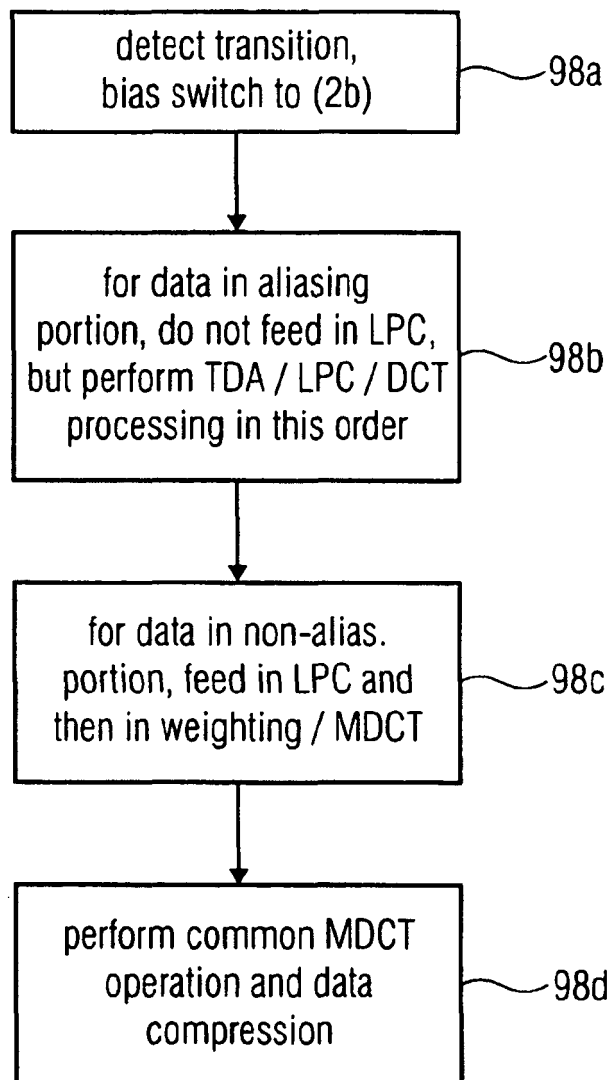 detect transition,
bias switch to (2b)
98a
for data in aliasing
portion, do not feed in LPC,
but perform TDA / LPC / DCT
processing in this order
98b
for data in non-alias.
portion, feed in LPC and
then in weighting / MDCT
98c
perform common MDCT
operation and data
compression
98d